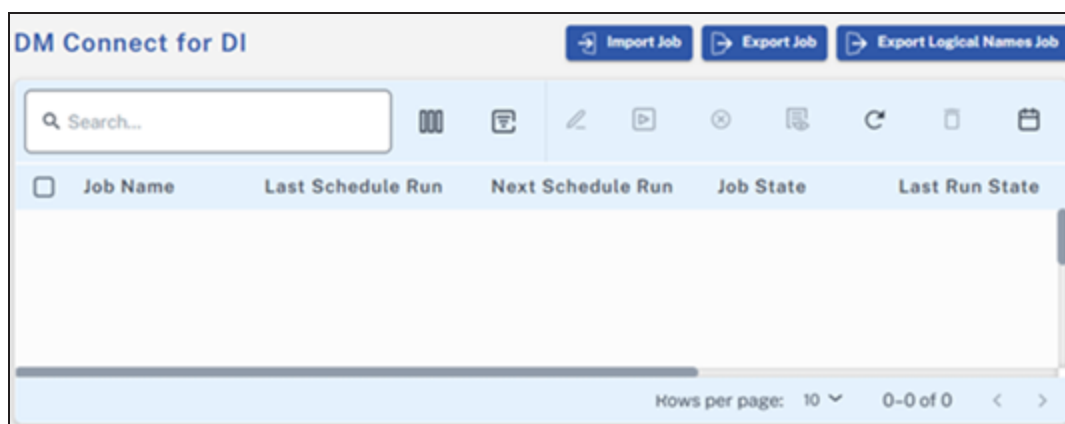 DM Connect for DI
Import Job
Export Job
Export Logical Names Job
Search...
Job Name Last Schedule Run Next Schedule Run Job State Last Run State
Rows per page: 10 0-0 of 0